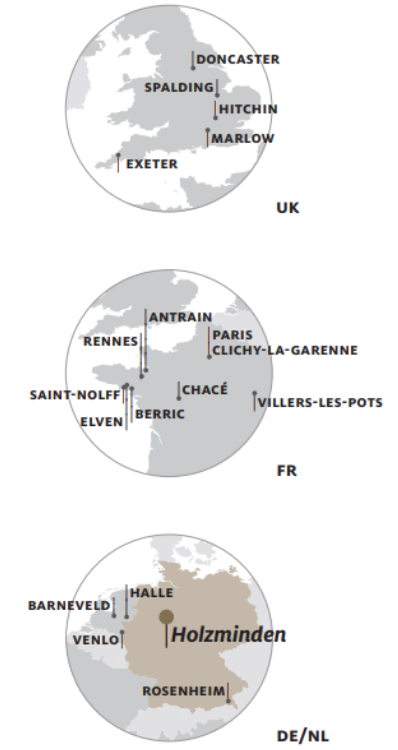 DONCASTER
SPALDING
HITCHIN
MARLOW
EXETER
UK
ANTRAIN
RENNES
PARIS
CLICHY-LA-GARENNE
SAINT-NOLFF
CHACÉ
VILLERS-LES-POTS
BERRIC
ELVEN
FR
HALLE
BARNEVELD
VENLO
Holzminden
ROSENHEIM
DE/NL